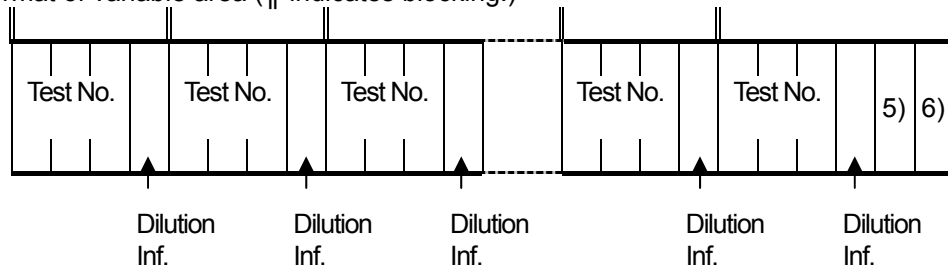 mat of variable area (‖ indicates blocking.)
Test No. Test No. Test No. Test No. Test No. 5) 6)
Dilution Dilution Dilution Dilution Dilution
Inf. Inf. Inf. Inf. Inf.